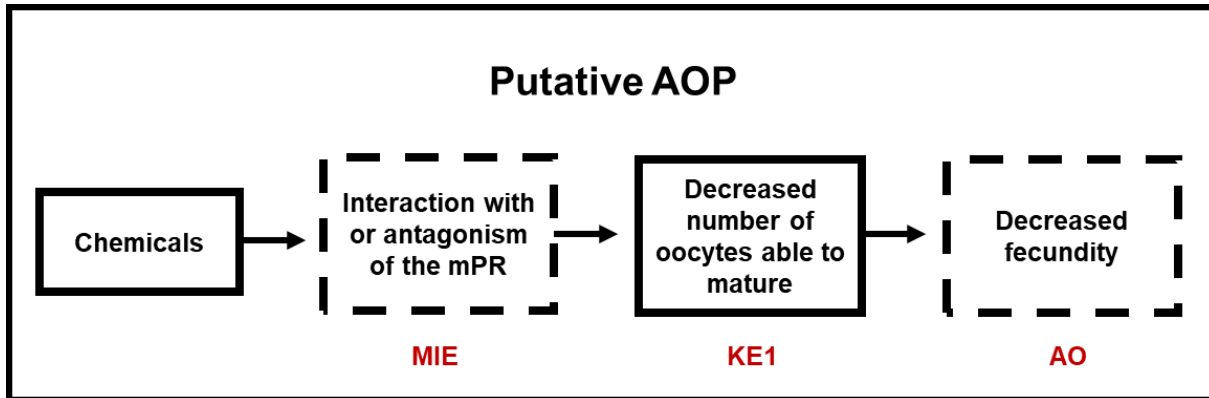 Putative AOP
Chemicals
Interaction with
or antagonism
of the mPR
Decreased
number of
oocytes able to
mature
Decreased
fecundity
MIE
KE1
AO